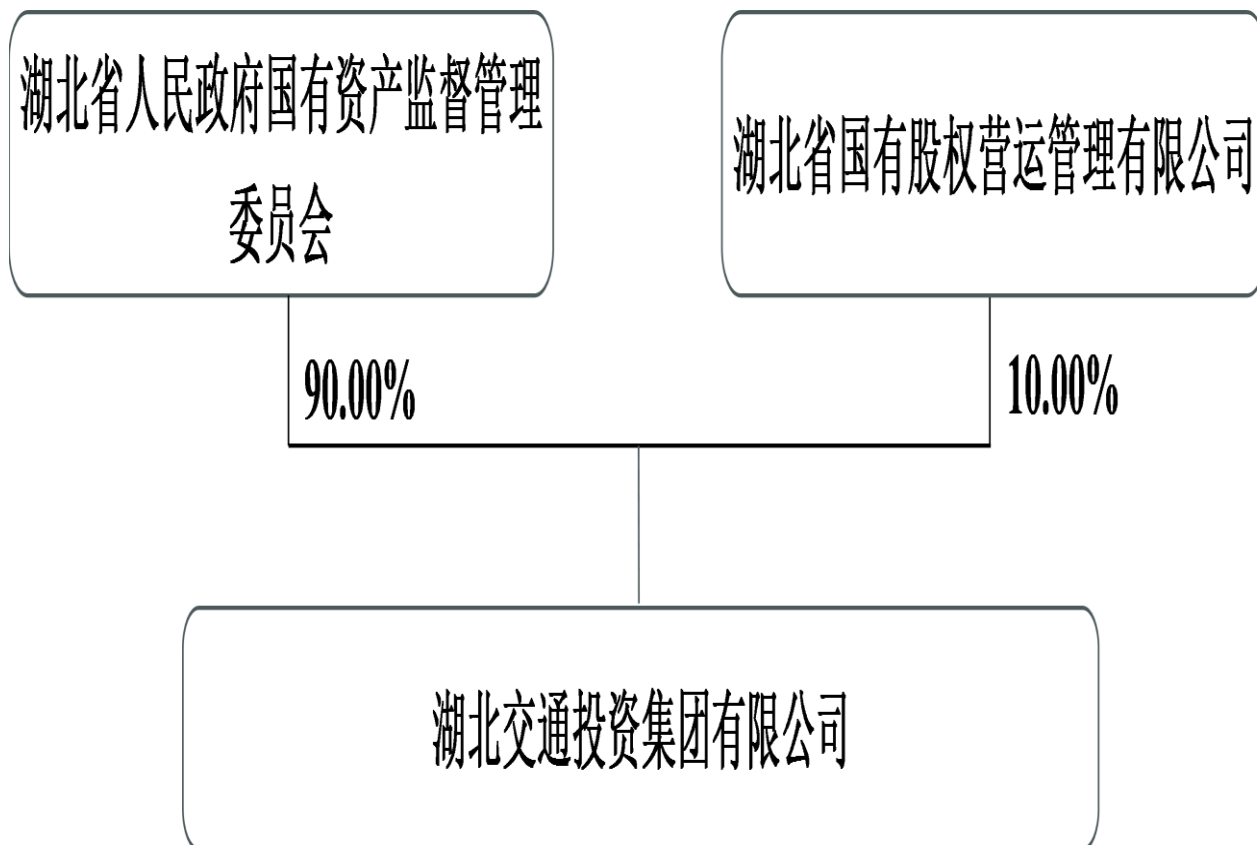 湖北省人民政府国有资产监督管理
委员会
湖北省国有股权营运管理有限公司
90.00%
10.00%
湖北交通投资集团有限公司